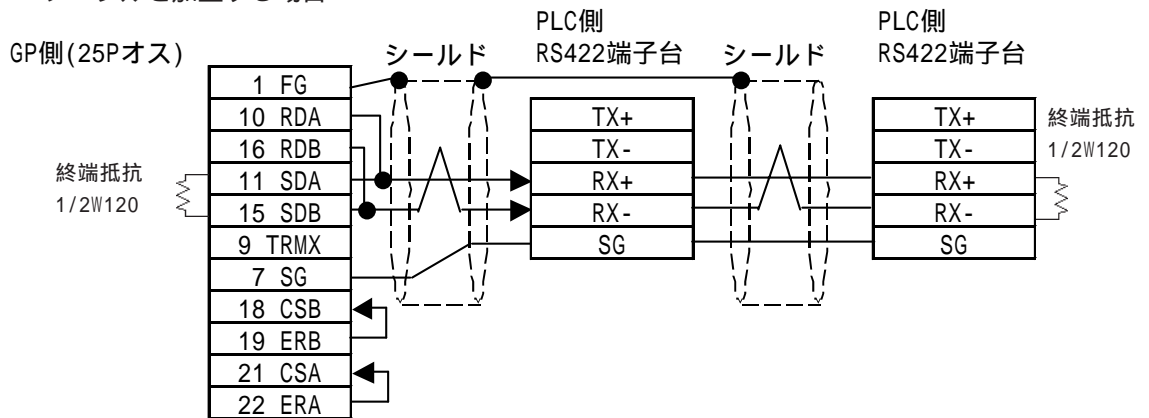 GP側(25Pオス)
シールド
PLC側
RS422端子台
シールド
PLC側
RS422端子台
1 FG
10 RDA
16 RDB
11 SDA
15 SDB
9 TRMX
7 SG
18 CSB
19 ERB
21 CSA
22 ERA
終端抵抗
1/2W120
TX+
TX-
RX+
RX-
SG
TX+
TX-
RX+
RX-
SG
終端抵抗
1/2W120